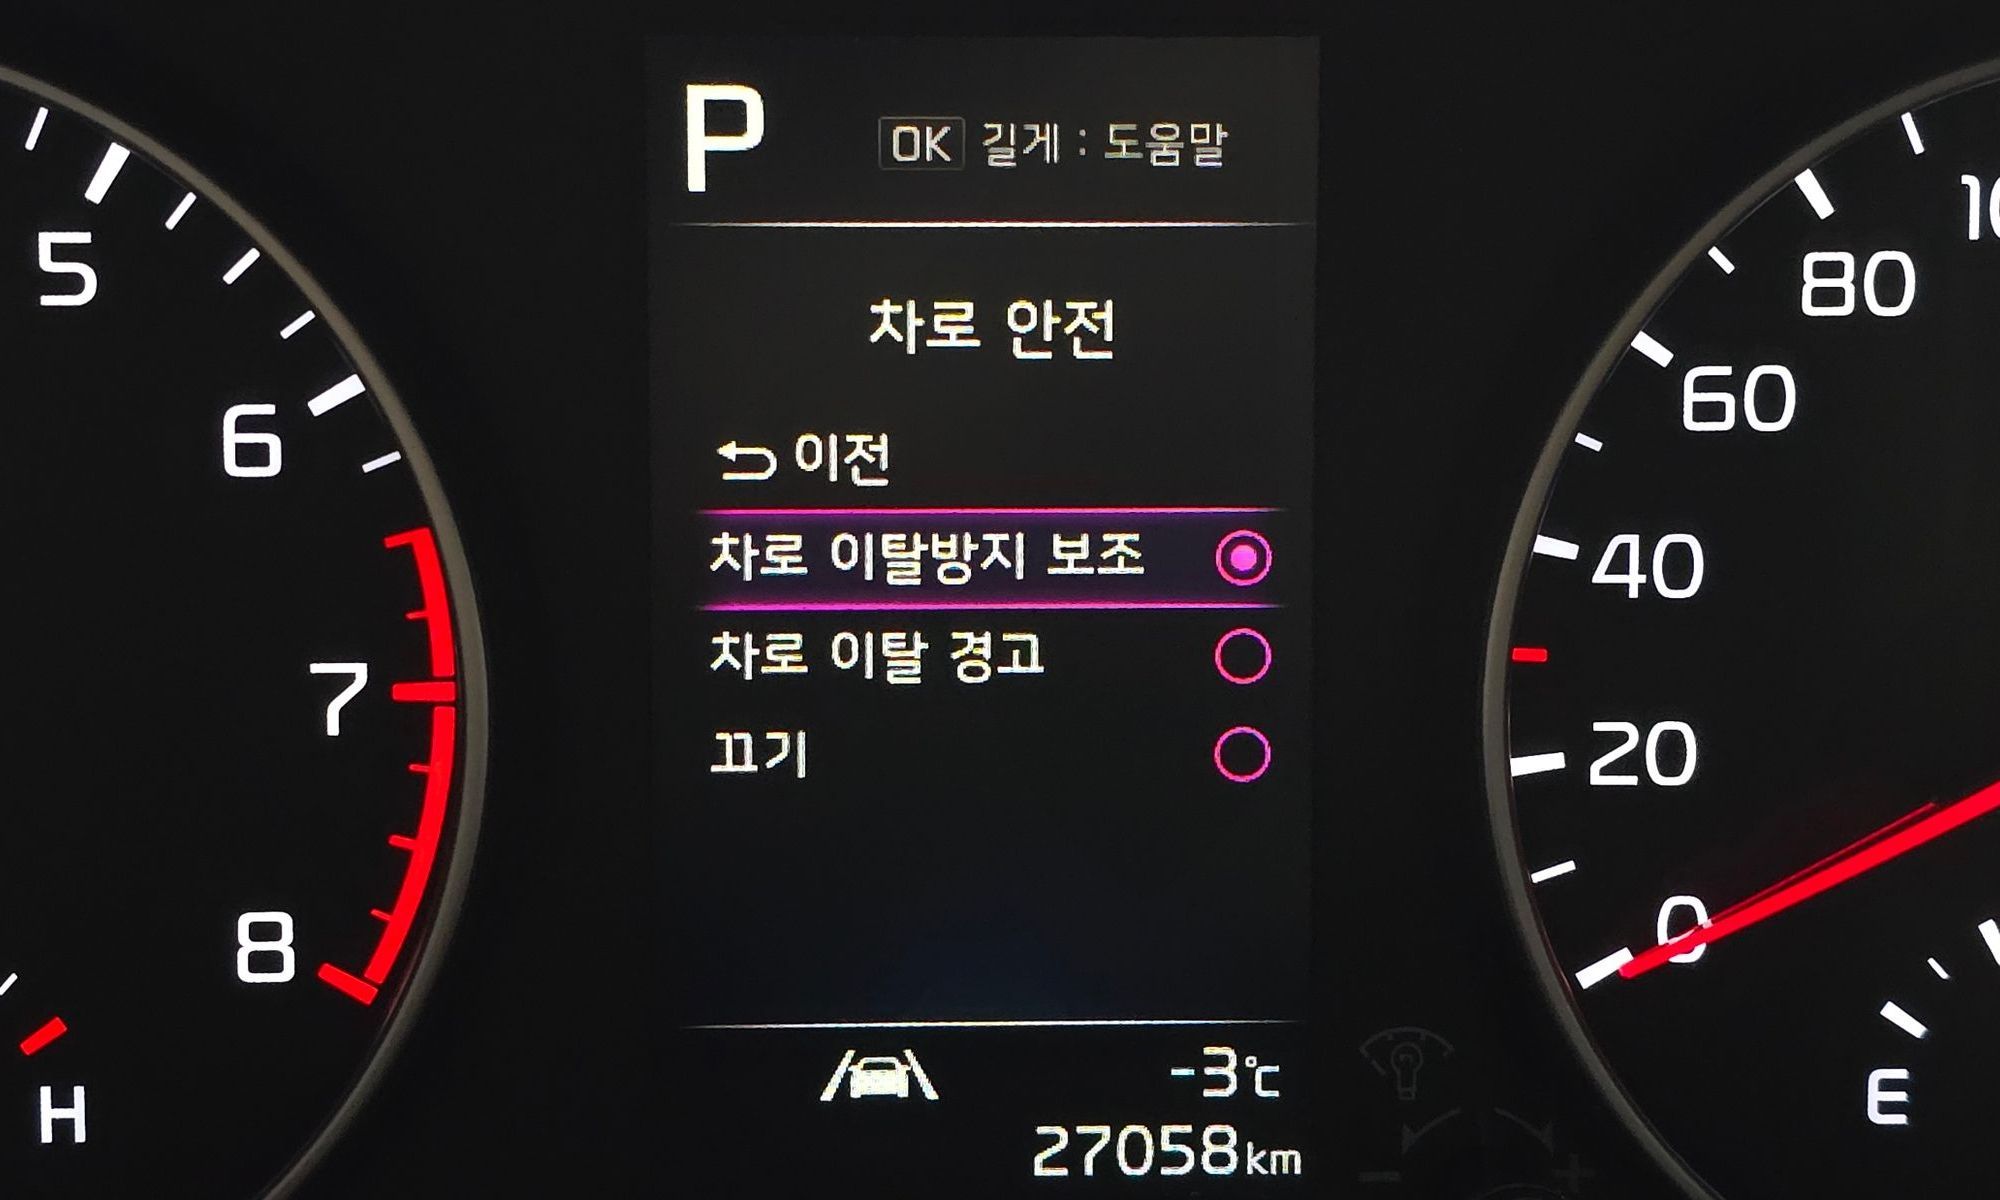 P
OK 길게 : 도움말
차로 안전
이전
차로 이탈방지 보조
차로 이탈 경고
끄기
-3℃
27058km
5
6
7
8
H
80
60
40
20
0
E